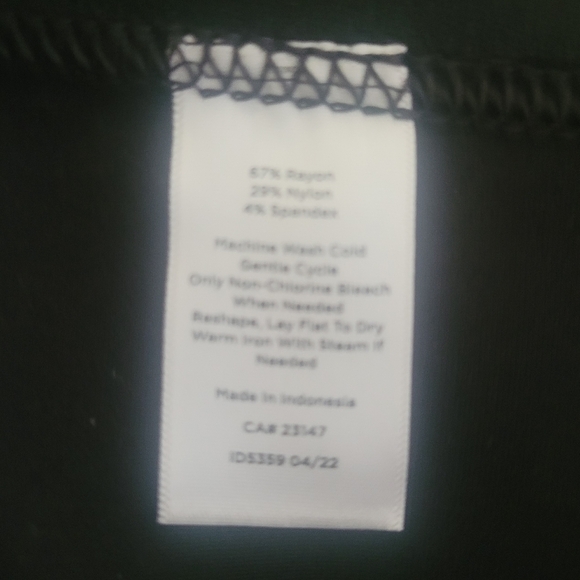 67% Rayon
29% Nylon
4% Spandex
Machine Wash Cold
Gentle Cycle
Only Non-Chlorine Bleach
When Needed
Reshape, Lay Flat To Dry
Warm Iron With Steam If
Needed
Made In Indonesia
CA# 23147
ID5359 04/22